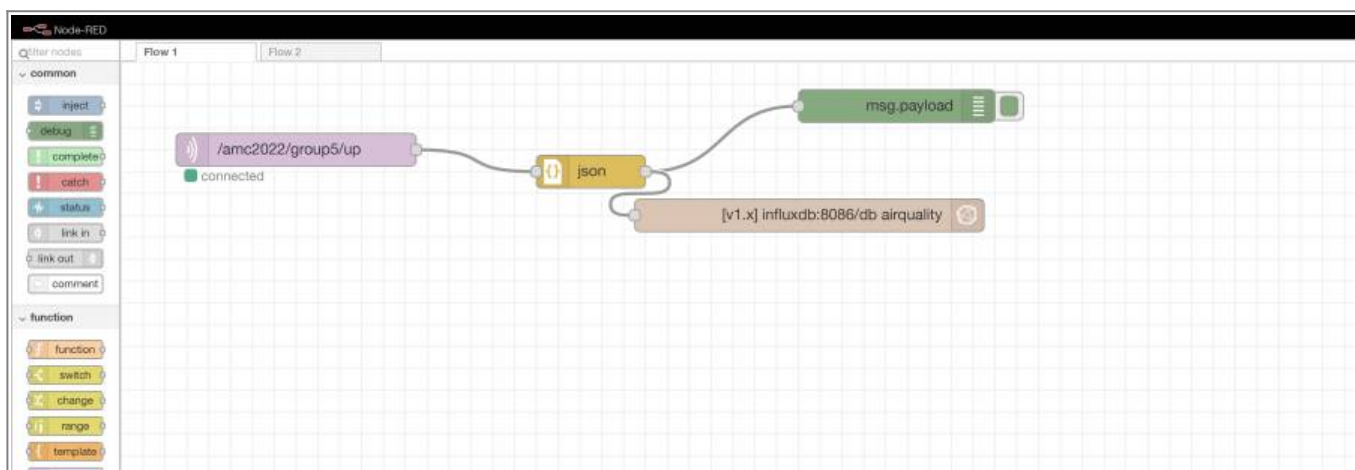 Node-RED
filter nodes
Flow 1
Flow 2
common
inject
debug
complete
catch
status
link in
link out
comment
function
function
switch
change
range
template
/amc2022/group5/up
connected
json
msg.payload
[v1.x] influxdb:8086/db airquality